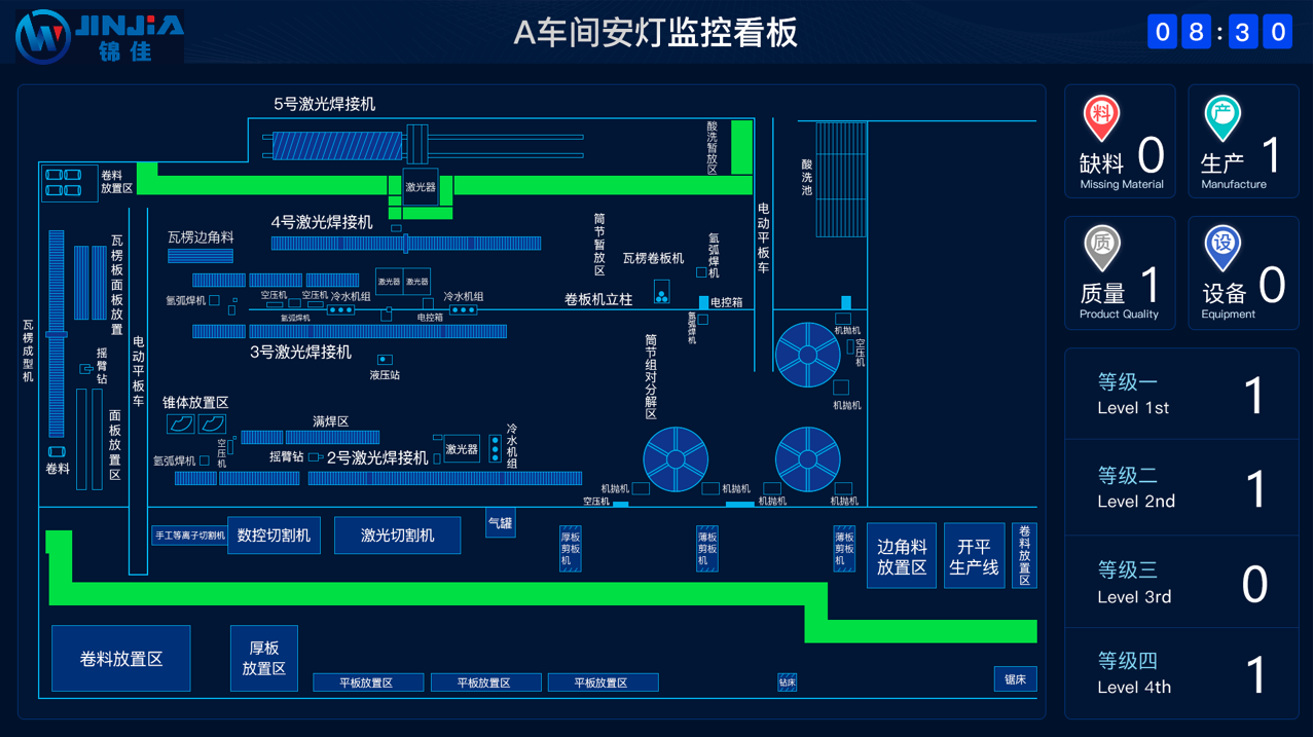 JINJIA
锦佳
A车间安灯监控看板
08:30
5号激光焊接机
酸洗暂放区
酸洗池
卷料
放置区
激光器
4号激光焊接机
瓦楞边角料
筒节暂放区
瓦楞卷板机
氩弧焊机
电动平板车
瓦楞板面板放置
激光器
激光器
氩弧焊机
空压机
空压机
冷水机组
冷水机组
氩弧焊机
电控箱
卷板机立柱
电控箱
氩弧焊机
机抛机
空压机
瓦楞成型机
摇臂钻
电动平板车
3号激光焊接机
液压站
筒节组对分解区
机抛机
面板放置区
卷料
锥体放置区
满焊区
氩弧焊机
空压机
摇臂钻
2号激光焊接机
激光器
冷水机组
机抛机
空压机
机抛机
机抛机
机抛机
手工等离子切割机
数控切割机
激光切割机
气罐
厚板剪板机
薄板剪板机
薄板剪板机
边角料
放置区
开平
生产线
卷料放置区
卷料放置区
厚板
放置区
平板放置区
平板放置区
平板放置区
钻床
锯床
料
缺料 0
Missing Material
产
生产 1
Manufacture
质
质量 1
Product Quality
设
设备 0
Equipment
等级一
Level 1st
1
等级二
Level 2nd
1
等级三
Level 3rd
0
等级四
Level 4th
1